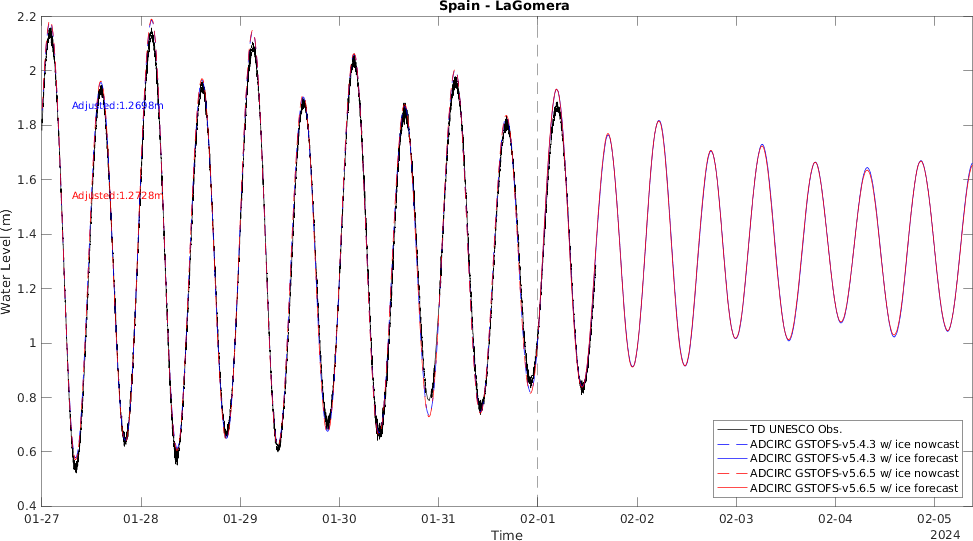 Spain - LaGomera
2.2
2
1.8
1.6
1.4
1.2
1
0.8
0.6
0.4
Water Level (m)
Adjusted:1.2698m
Adjusted:1.2728m
TD UNESCO Obs.
ADCIRC GSTOFS-v5.4.3 w/ ice nowcast
ADCIRC GSTOFS-v5.4.3 w/ ice forecast
ADCIRC GSTOFS-v5.6.5 w/ ice nowcast
ADCIRC GSTOFS-v5.6.5 w/ ice forecast
01-27 01-28 01-29 01-30 01-31 02-01 02-02 02-03 02-04 02-05
Time
2024